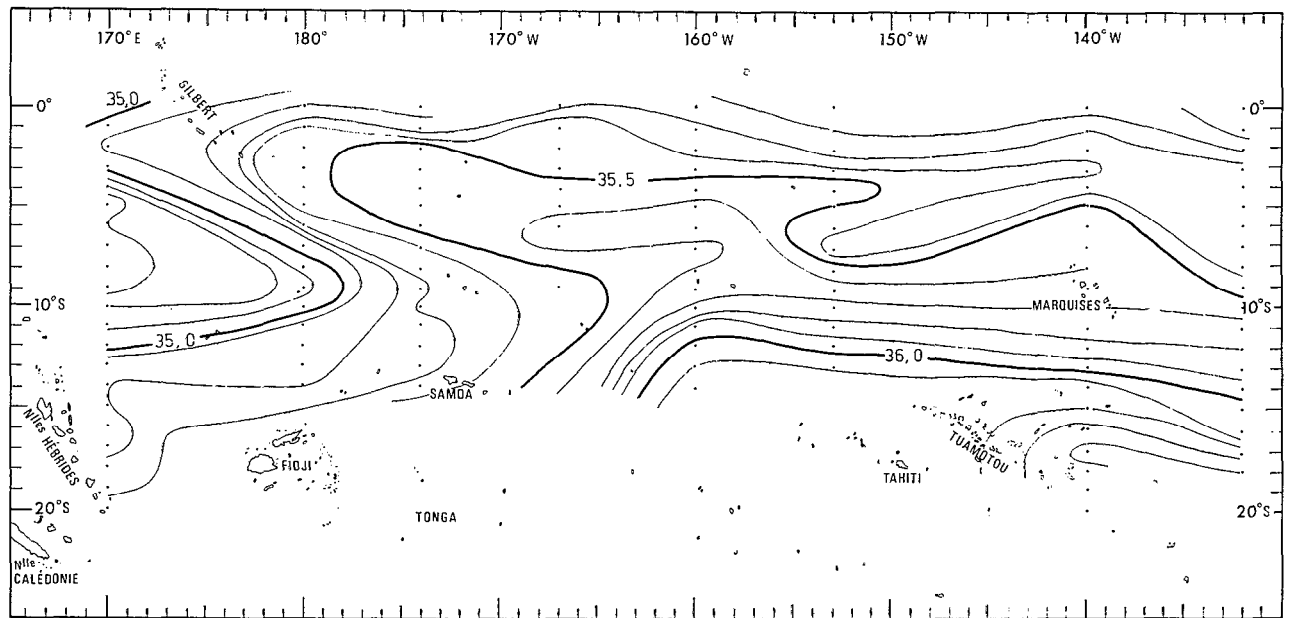 170°E 180° 170°W 160°W 150°W 140°W
35,0
GILBERT
0° 0°
35.5
10°S 10°S
MARQUISES
35,0
36,0
SAMOA
Nlles HÉBRIDES
FIDJI
TUAMOTOU
TAHITI
20°S 20°S
TONGA
Nlle
CALÉDONIE